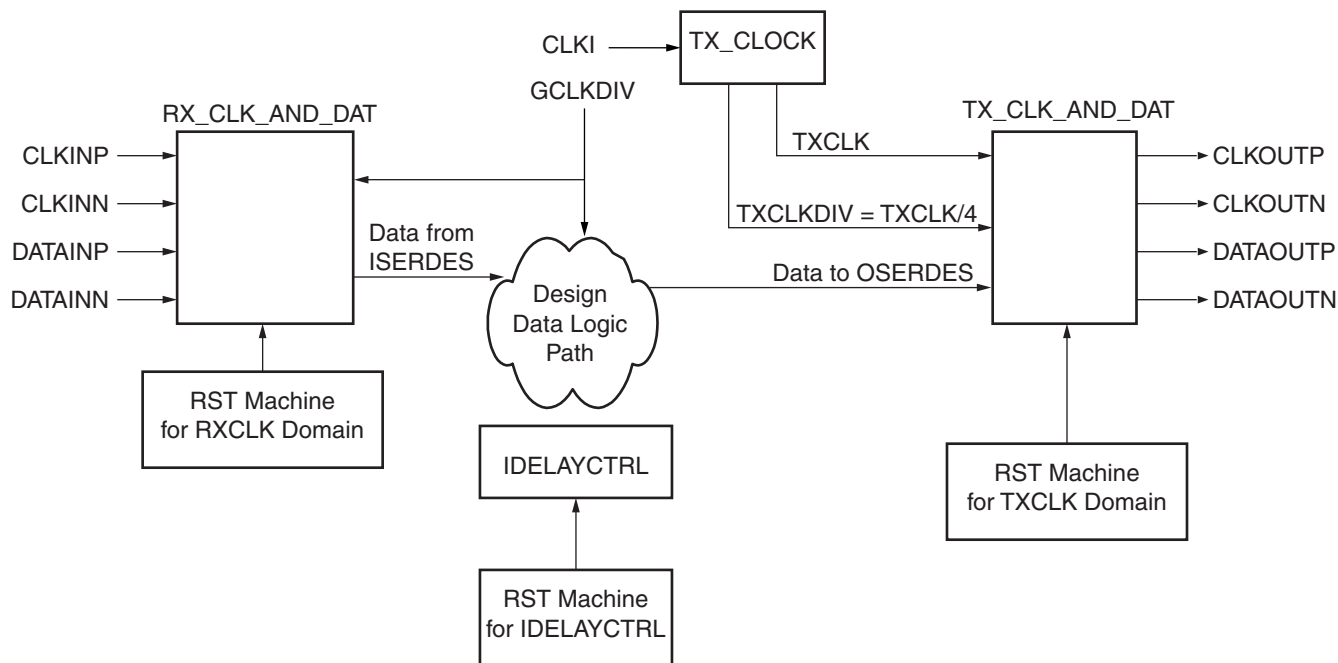 CLKI
TX_CLOCK
GCLKDIV
RX_CLK_AND_DAT
TX_CLK_AND_DAT
CLKINP
CLKINN
DATAINP
DATAINN
TXCLK
TXCLKDIV = TXCLK/4
CLKOUTP
CLKOUTN
DATAOUTP
DATAOUTN
Data from
ISERDES
Data to OSERDES
Design
Data Logic
Path
RST Machine
for RXCLK Domain
IDELAYCTRL
RST Machine
for TXCLK Domain
RST Machine
for IDELAYCTRL